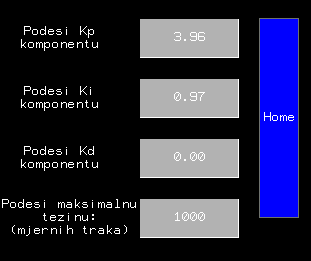 Podesi Kp
komponentu
3.96
Podesi Ki
komponentu
0.97
Home
Podesi Kd
komponentu
0.00
Podesi maksimalnu
tezinu:
(mjernih traka)
1000